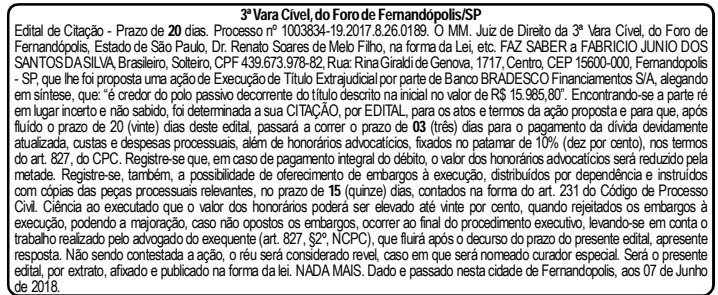 3ª Vara Cível, do Foro de Fernandópolis/SP
Edital de Citação - Prazo de 20 dias. Processo nº 1003834-19.2017.8.26.0189. O MM. Juiz de Direito da 3ª Vara Cível, do Foro de
Fernandópolis, Estado de São Paulo, Dr. Renato Soares de Melo Filho, na forma da Lei, etc. FAZ SABER a FABRICIO JUNIO DOS
SANTOS DA SILVA, Brasileiro, Solteiro, CPF 439.673.978-82, Rua: Rina Giraldi de Genova, 1717, Centro, CEP 15600-000, Fernandopolis
- SP, que lhe foi proposta uma ação de Execução de Título Extrajudicial por parte de Banco BRADESCO Financiamentos S/A, alegando
em síntese, que: “é credor do polo passivo decorrente do título descrito na inicial no valor de R$ 15.985,80”. Encontrando-se a parte ré
em lugar incerto e não sabido, foi determinada a sua CITAÇÃO, por EDITAL, para os atos e termos da ação proposta e para que, após
fluído o prazo de 20 (vinte) dias deste edital, passará a correr o prazo de 03 (três) dias para o pagamento da dívida devidamente
atualizada, custas e despesas processuais, além de honorários advocatícios, fixados no patamar de 10% (dez por cento), nos termos
do art. 827, do CPC. Registre-se que, em caso de pagamento integral do débito, o valor dos honorários advocatícios será reduzido pela
metade. Registre-se, também, a possibilidade de oferecimento de embargos à execução, distribuídos por dependência e instruídos
com cópias das peças processuais relevantes, no prazo de 15 (quinze) dias, contados na forma do art. 231 do Código de Processo
Civil. Ciência ao executado que o valor dos honorários poderá ser elevado até vinte por cento, quando rejeitados os embargos à
execução, podendo a majoração, caso não opostos os embargos, ocorrer ao final do procedimento executivo, levando-se em conta o
trabalho realizado pelo advogado do exequente (art. 827, §2º, NCPC), que fluirá após o decurso do prazo do presente edital, apresente
resposta. Não sendo contestada a ação, o réu será considerado revel, caso em que será nomeado curador especial. Será o presente
edital, por extrato, afixado e publicado na forma da lei. NADA MAIS. Dado e passado nesta cidade de Fernandopolis, aos 07 de Junho
de 2018.